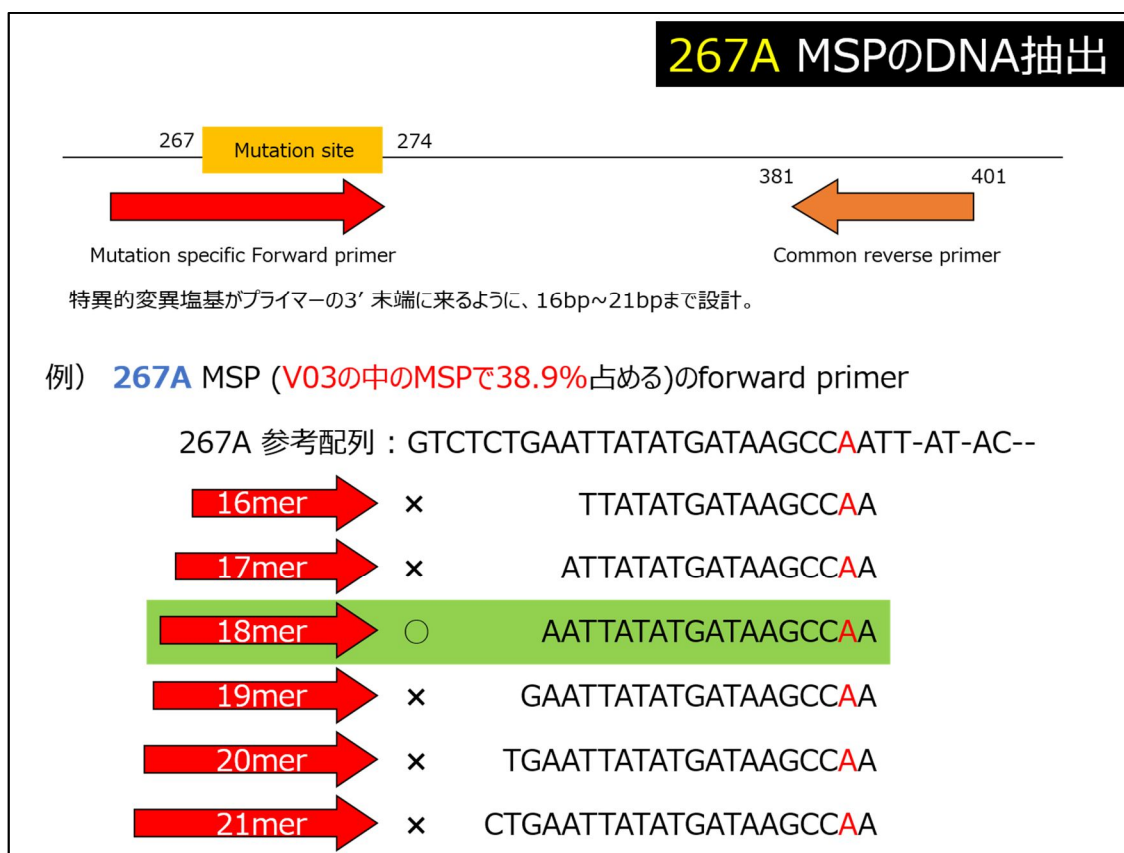 267A MSPのDNA抽出
267 Mutation site 274
381 401
Mutation specific Forward primer Common reverse primer
特異的変異塩基がプライマーの3′ 末端に来るように、16bp~21bpまで設計。
例） 267A MSP (V03の中のMSPで38.9%占める)のforward primer
267A 参考配列：GTCTCTGAATTATATGATAAGCCAATT-AT-AC--
16mer × TTATATGATAAGCCAA
17mer × ATTATATGATAAGCCAA
18mer ○ AATTATATGATAAGCCAA
19mer × GAATTATATGATAAGCCAA
20mer × TGAATTATATGATAAGCCAA
21mer × CTGAATTATATGATAAGCCAA